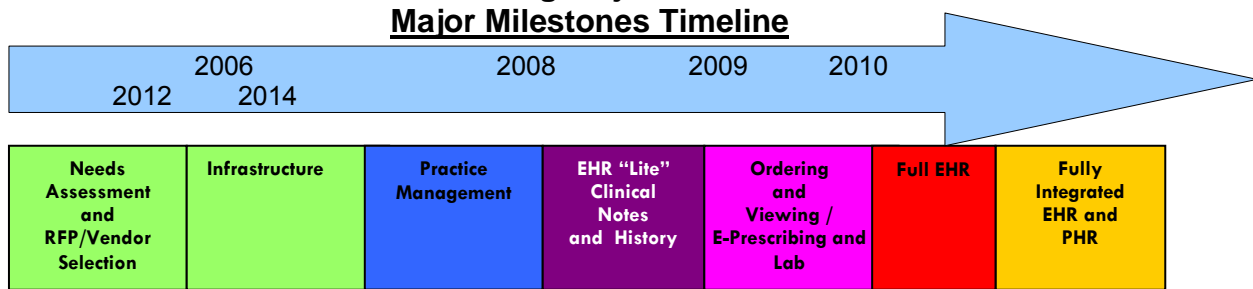 Major Milestones Timeline
2006 2008 2009 2010
2012 2014
Needs
Assessment
and
RFP/Vendor
Selection
Infrastructure
Practice
Management
EHR “Lite”
Clinical
Notes
and History
Ordering
and
Viewing /
E-Prescribing and
Lab
Full EHR
Fully
Integrated
EHR and
PHR